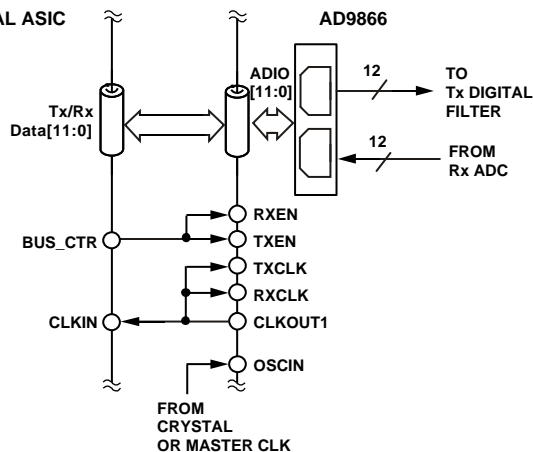 AL ASIC
AD9866
ADIO
[11:0]
12
TO
Tx DIGITAL
FILTER
Tx/Rx
Data[11:0]
12
FROM
Rx ADC
RXEN
BUS_CTR
TXEN
TXCLK
RXCLK
CLKIN
CLKOUT1
OSCIN
FROM
CRYSTAL
OR MASTER CLK